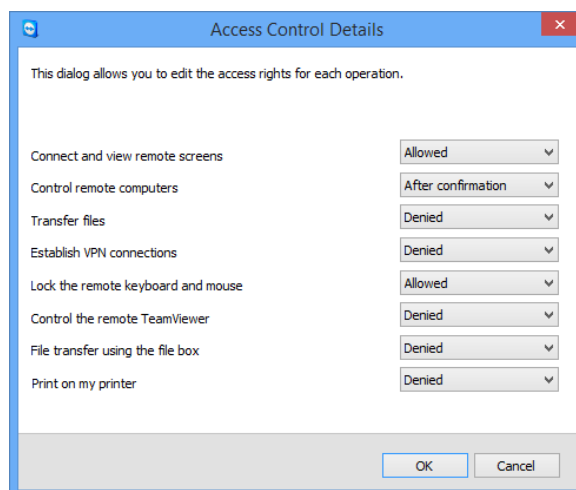 Access Control Details
This dialog allows you to edit the access rights for each operation.
Connect and view remote screens Allowed
Control remote computers After confirmation
Transfer files Denied
Establish VPN connections Denied
Lock the remote keyboard and mouse Allowed
Control the remote TeamViewer Denied
File transfer using the file box Denied
Print on my printer Denied
OK Cancel